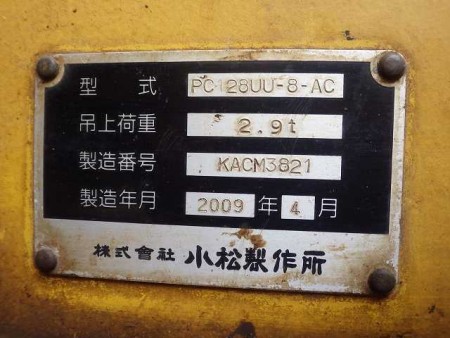 型式 PC128UU-8-AC
吊上荷重 2.9t
製造番号 KACM3821
製造年月 2009年4月
株式會社 小松製作所